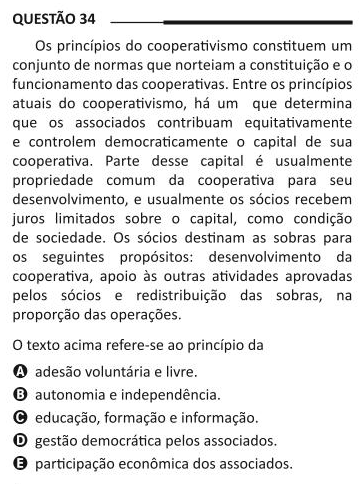 QUESTÃO 34
Os princípios do cooperativismo constituem um
conjunto de normas que norteiam a constituição e o
funcionamento das cooperativas. Entre os princípios
atuais do cooperativismo, há um que determina
que os associados contribuam equitativamente
e controlem democraticamente o capital de sua
cooperativa. Parte desse capital é usualmente
propriedade comum da cooperativa para seu
desenvolvimento, e usualmente os sócios recebem
juros limitados sobre o capital, como condição
de sociedade. Os sócios destinam as sobras para
os seguintes propósitos: desenvolvimento da
cooperativa, apoio às outras atividades aprovadas
pelos sócios e redistribuição das sobras, na
proporção das operações.
O texto acima refere-se ao princípio da
A adesão voluntária e livre.
B autonomia e independência.
C educação, formação e informação.
D gestão democrática pelos associados.
E participação econômica dos associados.